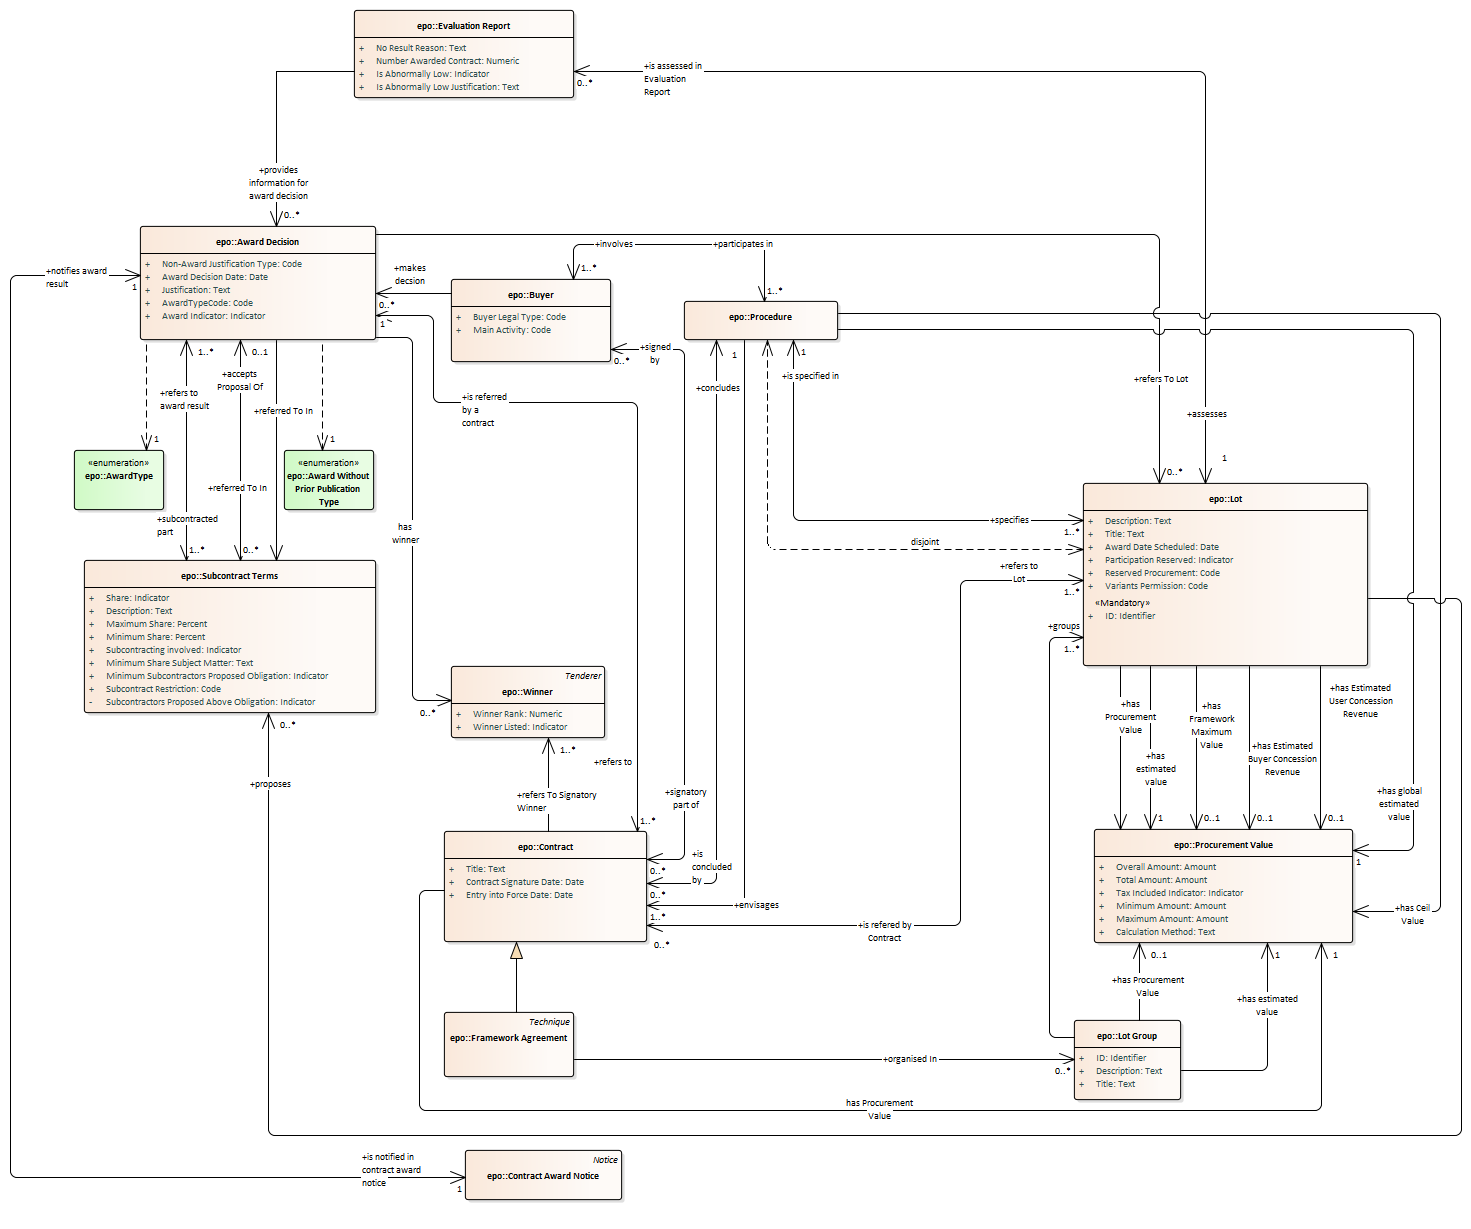 epo::Evaluation Report
+ No Result Reason: Text
+ Number Awarded Contract: Numeric
+ Is Abnormally Low: Indicator
+ Is Abnormally Low Justification: Text
+is assessed in
Evaluation
Report
0..*
+provides
information for
award decision
0..*
epo::Award Decision
+ Non-Award Justification Type: Code
+ Award Decision Date: Date
+ Justification: Text
+ AwardTypeCode: Code
+ Award Indicator: Indicator
+notifies award
result
1
+makes
decsion
0..*
1
+involves
+participates in
1..*
1..*
epo::Buyer
+ Buyer Legal Type: Code
+ Main Activity: Code
epo::Procedure
+signed
by
0..*
1
1
+concludes
+is specified in
+refers To Lot
+assesses
0..*
1
1..*
0..1
+accepts
Proposal Of
+refers to
award result
+referred To In
+is referred
by a
contract
1
1
«enumeration»
epo::AwardType
«enumeration»
epo::Award Without
Prior Publication
Type
+referred To In
+subcontracted
part
1..*
0..*
has
winner
epo::Lot
+ Description: Text
+ Title: Text
+ Award Date Scheduled: Date
+ Participation Reserved: Indicator
+ Reserved Procurement: Code
+ Variants Permission: Code
«Mandatory»
+ ID: Identifier
+specifies
1..*
disjoint
+refers to
Lot
1..*
+groups
1..*
epo::Subcontract Terms
+ Share: Indicator
+ Description: Text
+ Maximum Share: Percent
+ Minimum Share: Percent
+ Subcontracting involved: Indicator
+ Minimum Share Subject Matter: Text
+ Minimum Subcontractors Proposed Obligation: Indicator
+ Subcontract Restriction: Code
- Subcontractors Proposed Above Obligation: Indicator
0..*
+proposes
0..*
Tenderer
epo::Winner
+ Winner Rank: Numeric
+ Winner Listed: Indicator
1..*
+refers to
+refers To Signatory
Winner
+signatory
part of
1..*
+has
Procurement
Value
+has
estimated
value
+has
Framework
Maximum
Value
+has Estimated
Buyer Concession
Revenue
+has Estimated
User Concession
Revenue
+has global
estimated
value
1
0..1
0..1
0..1
1
epo::Contract
+ Title: Text
+ Contract Signature Date: Date
+ Entry into Force Date: Date
0..*
+is
concluded
by
0..*
+envisages
1..*
0..*
+is refered by
Contract
epo::Procurement Value
+ Overall Amount: Amount
+ Total Amount: Amount
+ Tax Included Indicator: Indicator
+ Minimum Amount: Amount
+ Maximum Amount: Amount
+ Calculation Method: Text
+has Ceil
Value
0..1
1
1
+has Procurement
Value
+has estimated
value
Technique
epo::Framework Agreement
+organised In
0..*
epo::Lot Group
+ ID: Identifier
+ Description: Text
+ Title: Text
has Procurement
Value
+is notified in
contract award
notice
1
Notice
epo::Contract Award Notice